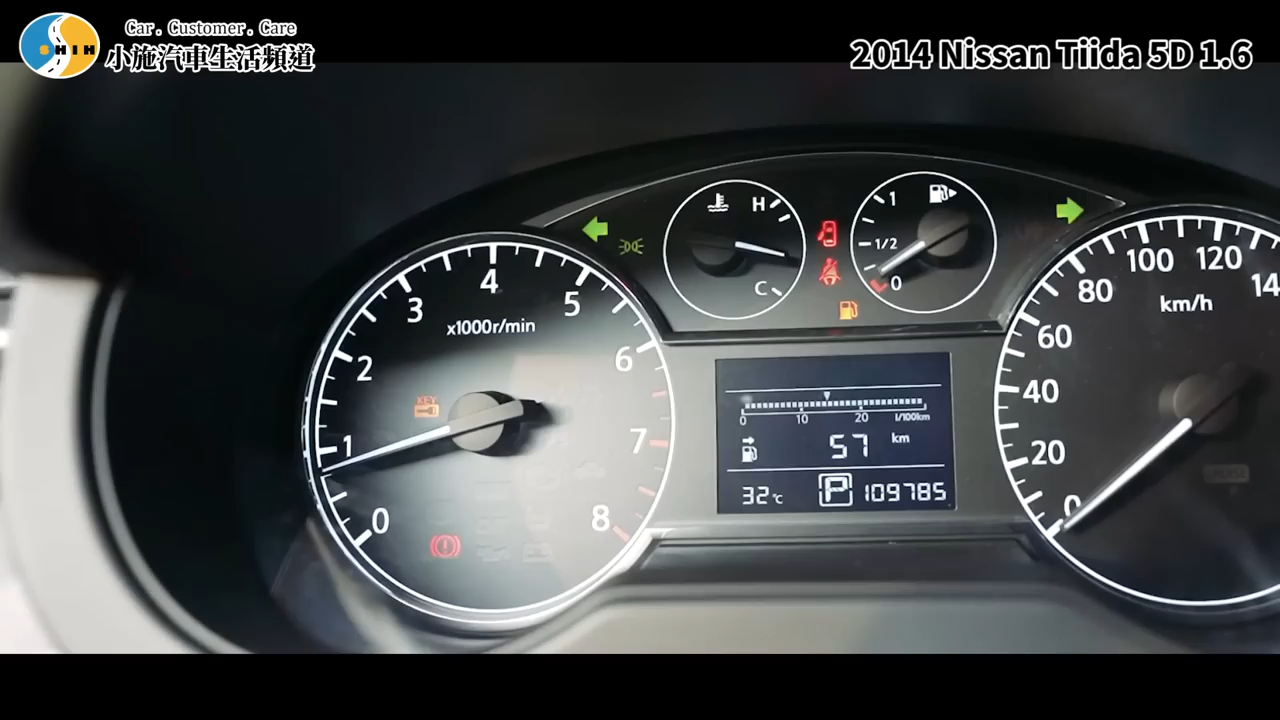 Car. Customer. Care
SHIH
小施汽車生活頻道
2014 Nissan Tiida 5D 1.6
H
C
1
1/2
0
0
1
2
3
4
5
6
7
8
x1000r/min
KEY
0
20
40
60
80
100
120
14
km/h
0
10
20
l/100km
57 km
32°C
P
109785